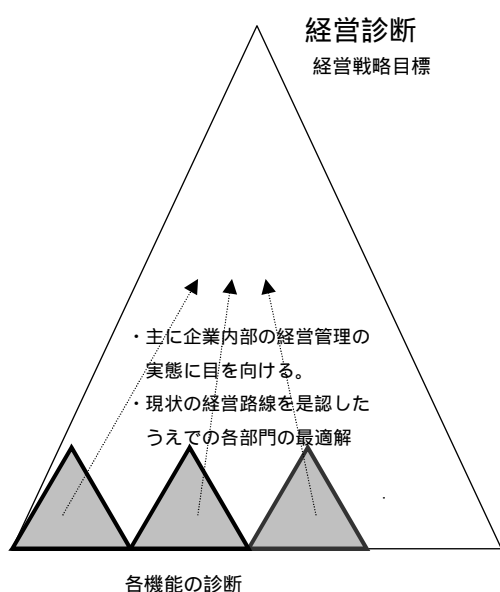 経営診断
経営戦略目標
・主に企業内部の経営管理の
実態に目を向ける。
・現状の経営路線を是認した
うえでの各部門の最適解
各機能の診断